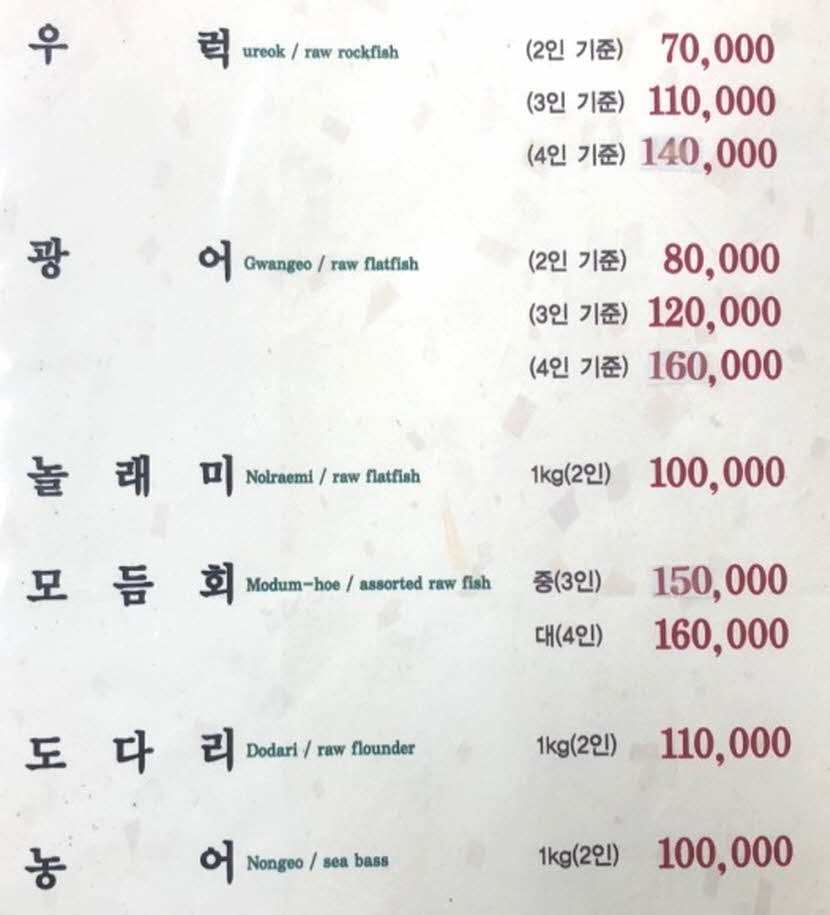 우 럭 ureok / raw rockfish (2인 기준) 70,000
(3인 기준) 110,000
(4인 기준) 140,000
광 어 Gwangeo / raw flatfish (2인 기준) 80,000
(3인 기준) 120,000
(4인 기준) 160,000
놀 래 미 Nolraemi / raw flatfish 1kg(2인) 100,000
모 듬 회 Modum-hoe / assorted raw fish 중(3인) 150,000
대(4인) 160,000
도 다 리 Dodari / raw flounder 1kg(2인) 110,000
농 어 Nongeo / sea bass 1kg(2인) 100,000